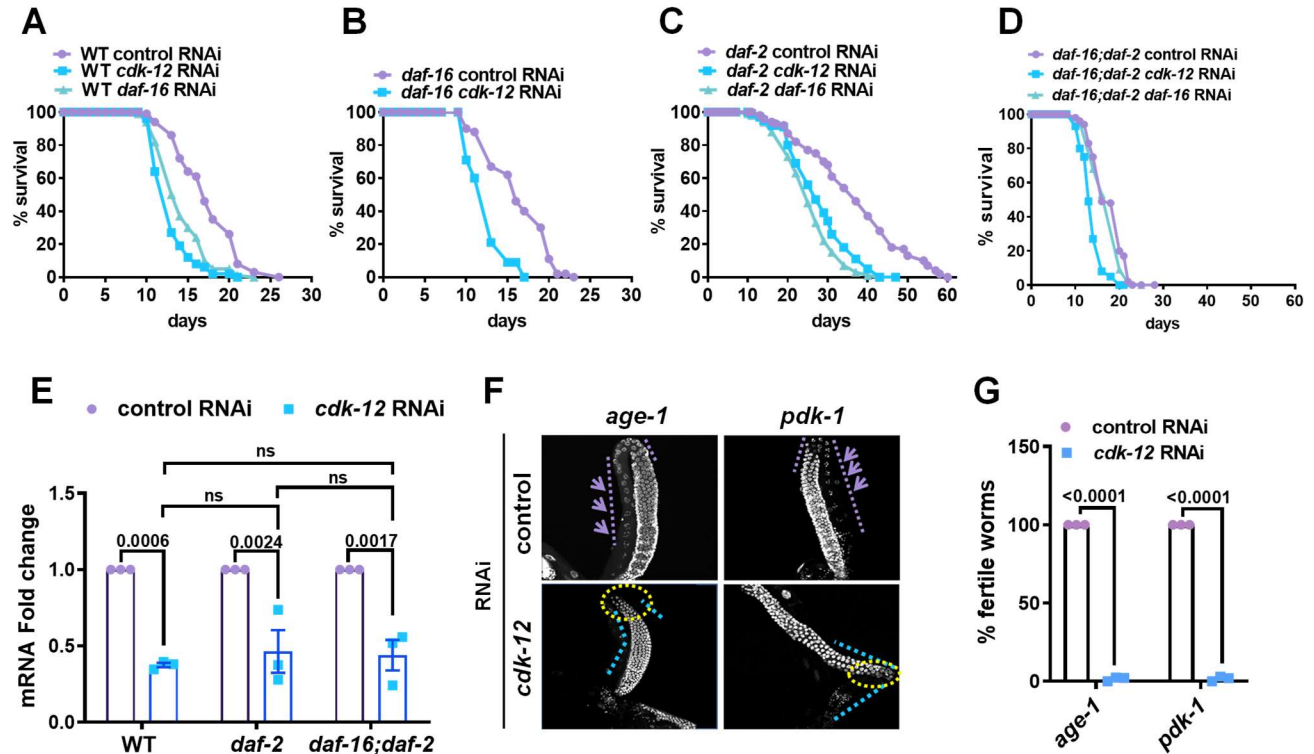 A
WT control RNAi
WT cdk-12 RNAi
WT daf-16 RNAi
% survival
100
80
60
40
20
0
0 5 10 15 20 25 30
days
B
daf-16 control RNAi
daf-16 cdk-12 RNAi
% survival
100
80
60
40
20
0
0 5 10 15 20 25 30
days
C
daf-2 control RNAi
daf-2 cdk-12 RNAi
daf-2 daf-16 RNAi
% survival
100
80
60
40
20
0
0 10 20 30 40 50 60
days
D
daf-16;daf-2 control RNAi
daf-16;daf-2 cdk-12 RNAi
daf-16;daf-2 daf-16 RNAi
% survival
100
80
60
40
20
0
0 10 20 30 40 50 60
days
E
control RNAi cdk-12 RNAi
mRNA Fold change
1.5
1.0
0.5
0.0
ns
ns
ns
0.0006
0.0024
0.0017
WT daf-2 daf-16;daf-2
F
age-1 pdk-1
RNAi
control
cdk-12
G
control RNAi
cdk-12 RNAi
% fertile worms
150
100
50
0
<0.0001 <0.0001
age-1 pdk-1